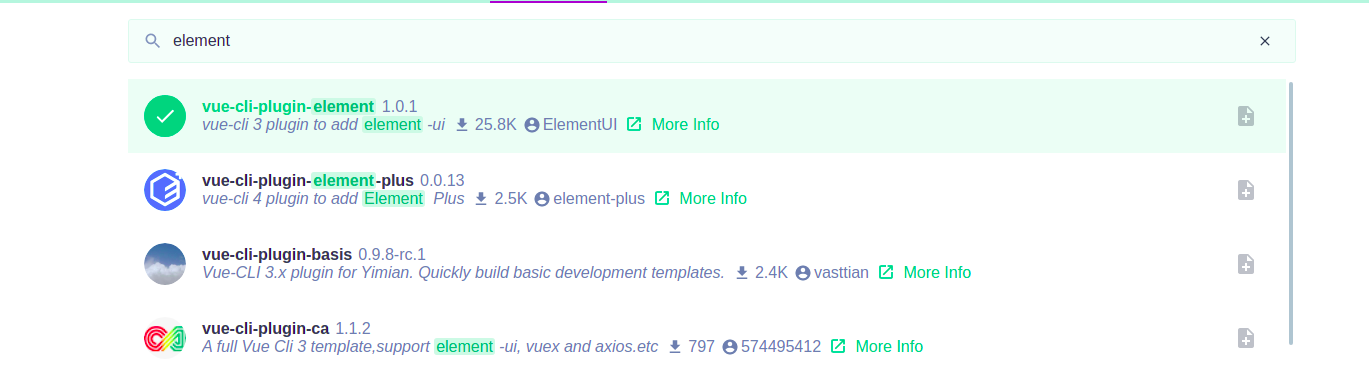 element
vue-cli-plugin-element 1.0.1
vue-cli 3 plugin to add element -ui 25.8K ElementUI More Info
vue-cli-plugin-element-plus 0.0.13
vue-cli 4 plugin to add Element Plus 2.5K element-plus More Info
vue-cli-plugin-basis 0.9.8-rc.1
Vue-CLI 3.x plugin for Yimian. Quickly build basic development templates. 2.4K vasttian More Info
vue-cli-plugin-ca 1.1.2
A full Vue Cli 3 template,support element -ui, vuex and axios.etc 797 574495412 More Info